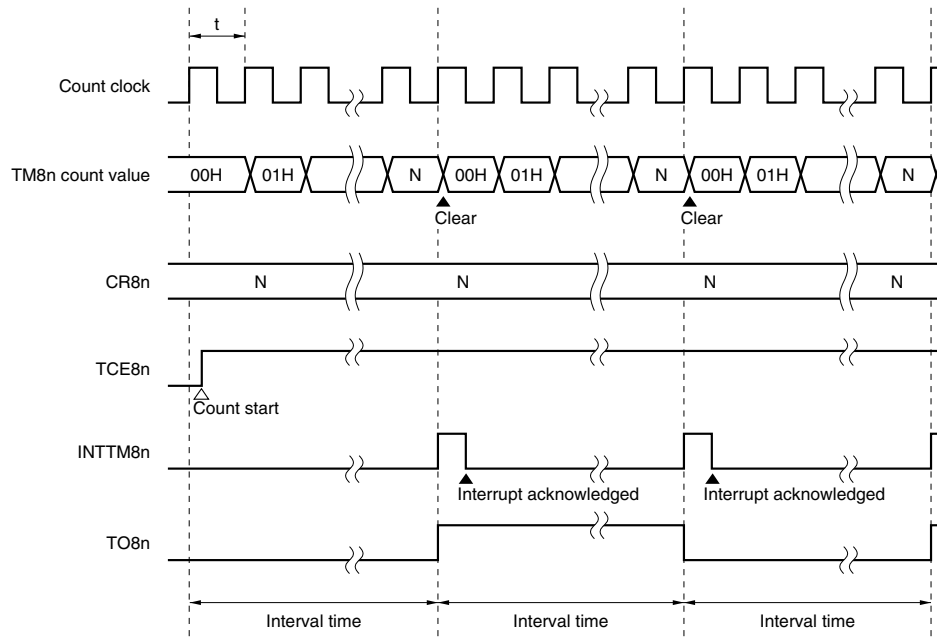 t
Count clock
TM8n count value 00H 01H N 00H 01H N 00H 01H N
Clear Clear
CR8n N N N N
TCE8n
Count start
INTTM8n
Interrupt acknowledged Interrupt acknowledged
TO8n
Interval time Interval time Interval time